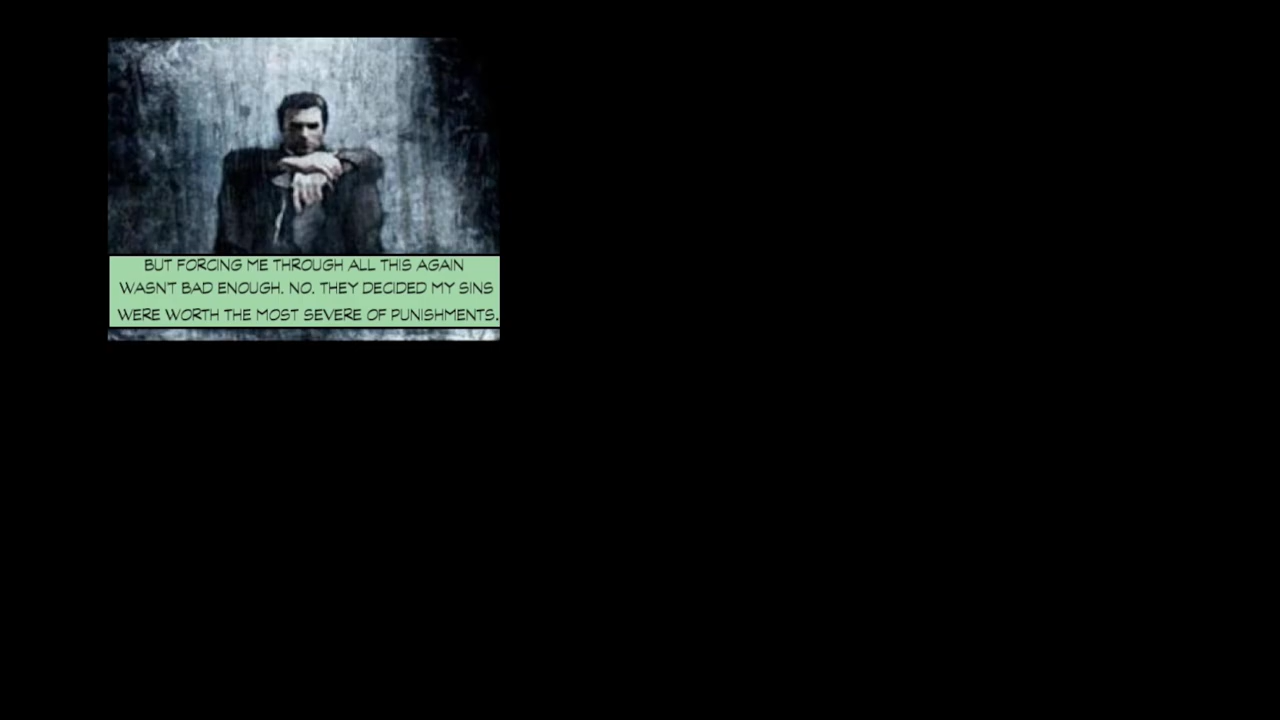 BUT FORCING ME THROUGH ALL THIS AGAIN
WASN'T BAD ENOUGH. NO. THEY DECIDED MY SINS
WERE WORTH THE MOST SEVERE OF PUNISHMENTS.